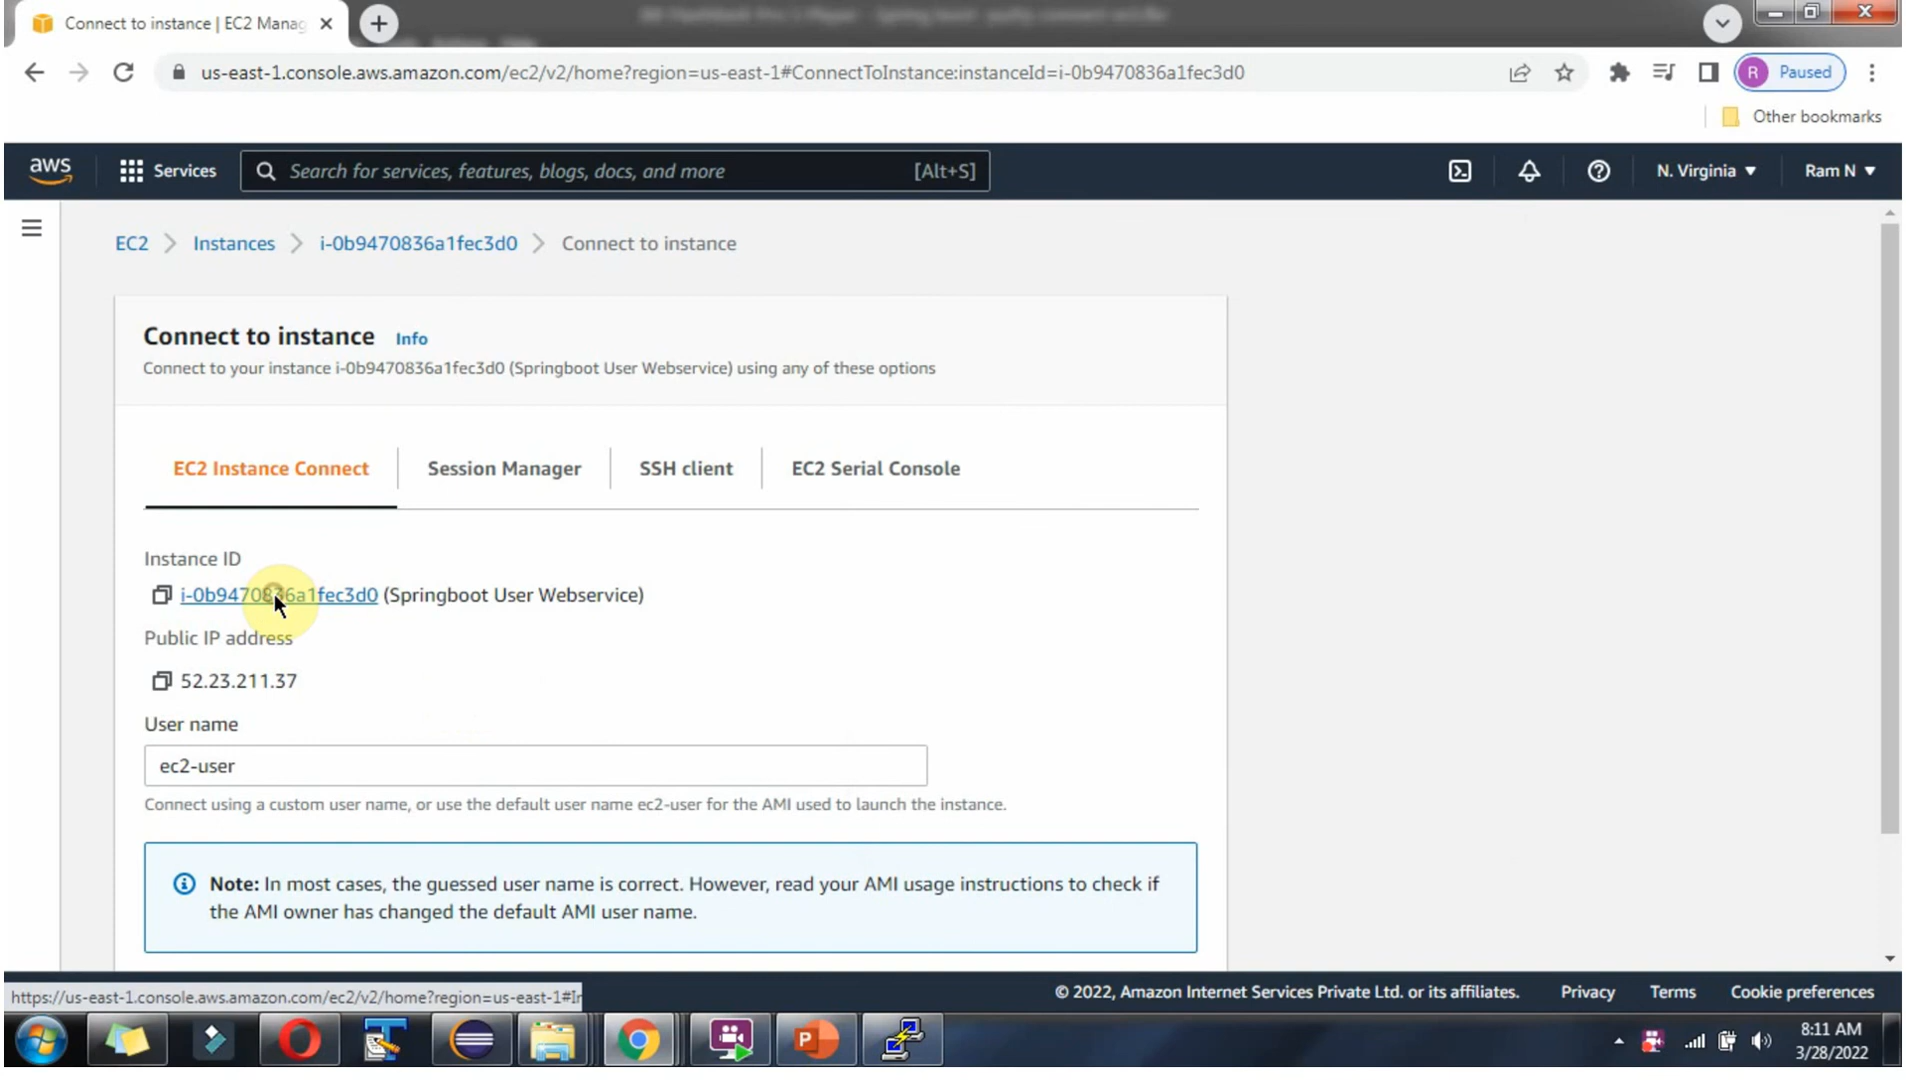 Connect to instance | EC2 Manag
us-east-1.console.aws.amazon.com/ec2/v2/home?region=us-east-1#ConnectToInstance:instanceId=i-0b9470836a1fec3d0
R Paused
Other bookmarks
aws Services Search for services, features, blogs, docs, and more [Alt+S] N. Virginia Ram N
EC2 Instances i-0b9470836a1fec3d0 Connect to instance
Connect to instance Info
Connect to your instance i-0b9470836a1fec3d0 (Springboot User Webservice) using any of these options
EC2 Instance Connect Session Manager SSH client EC2 Serial Console
Instance ID
i-0b9470836a1fec3d0 (Springboot User Webservice)
Public IP address
52.23.211.37
User name
ec2-user
Connect using a custom user name, or use the default user name ec2-user for the AMI used to launch the instance.
Note: In most cases, the guessed user name is correct. However, read your AMI usage instructions to check if
the AMI owner has changed the default AMI user name.
https://us-east-1.console.aws.amazon.com/ec2/v2/home?region=us-east-1#Ir
© 2022, Amazon Internet Services Private Ltd. or its affiliates. Privacy Terms Cookie preferences
8:11 AM
3/28/2022